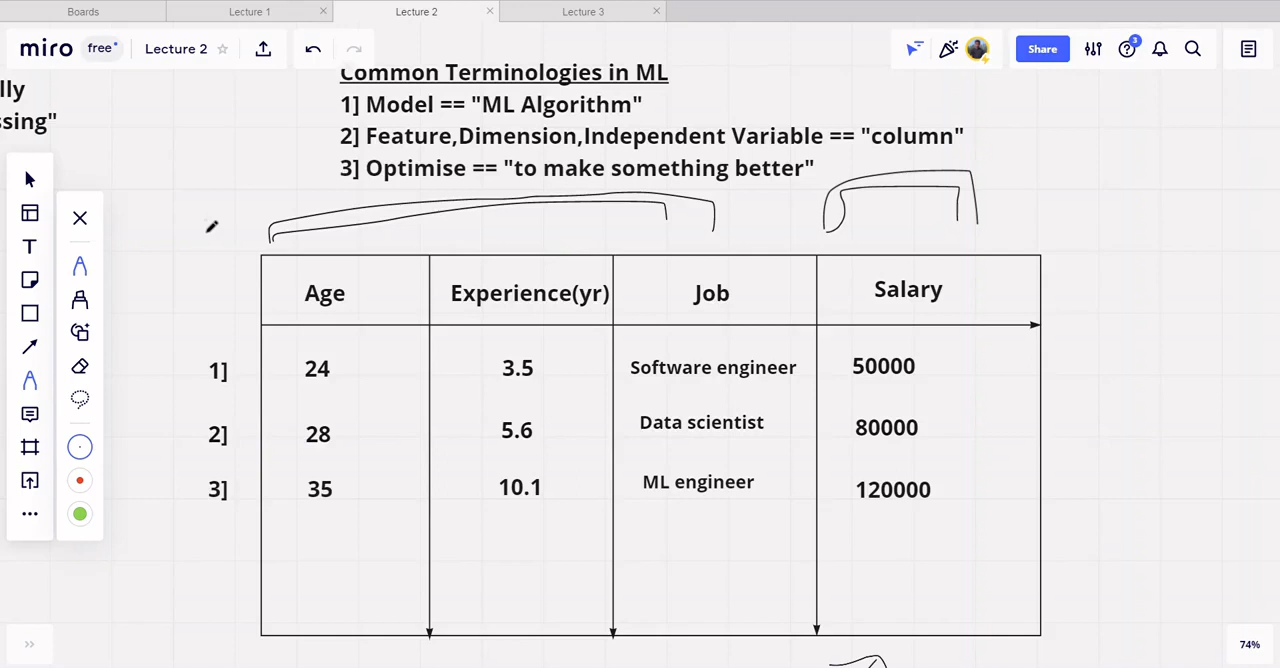 Boards Lecture 1 Lecture 2 Lecture 3
miro free Lecture 2 Share 3
lly
ssing"
Common Terminologies in ML
1] Model == "ML Algorithm"
2] Feature,Dimension,Independent Variable == "column"
3] Optimise == "to make something better"
Age Experience(yr) Job Salary
1] 24 3.5 Software engineer 50000
2] 28 5.6 Data scientist 80000
3] 35 10.1 ML engineer 120000
74%